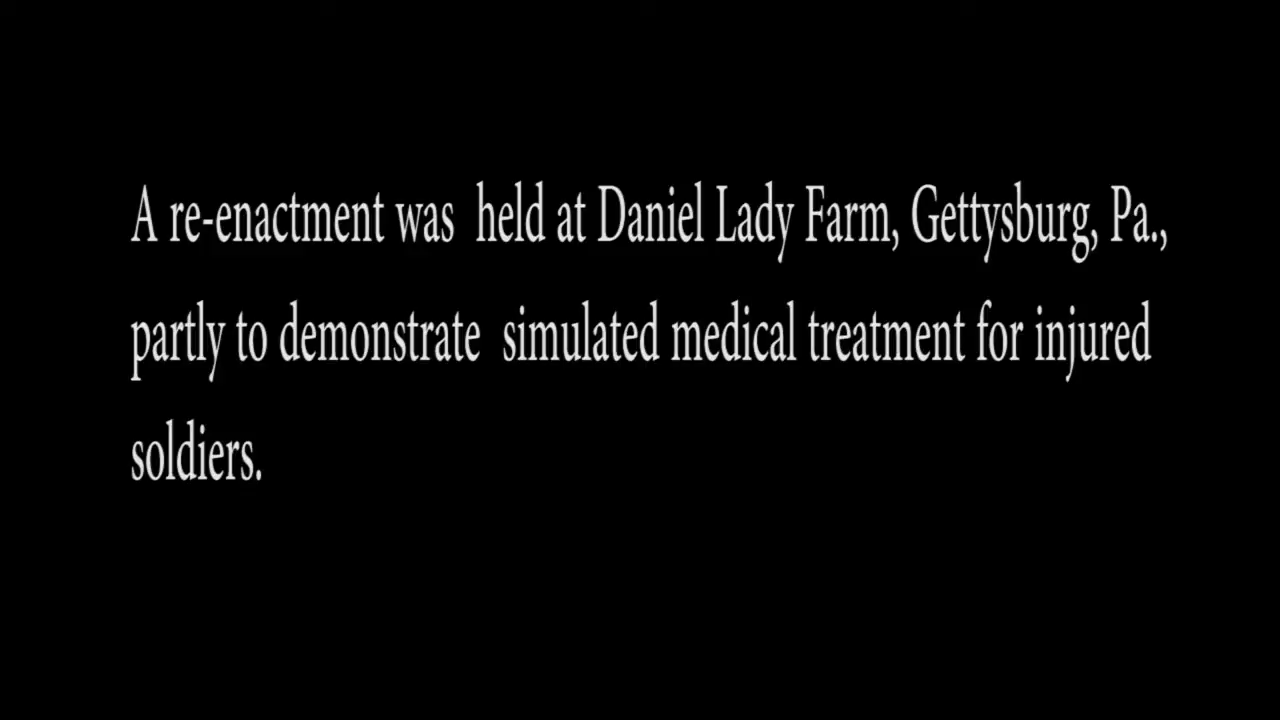 A re-enactment was  held at Daniel Lady Farm, Gettysburg, Pa.,
partly to demonstrate  simulated medical treatment for injured
soldiers.